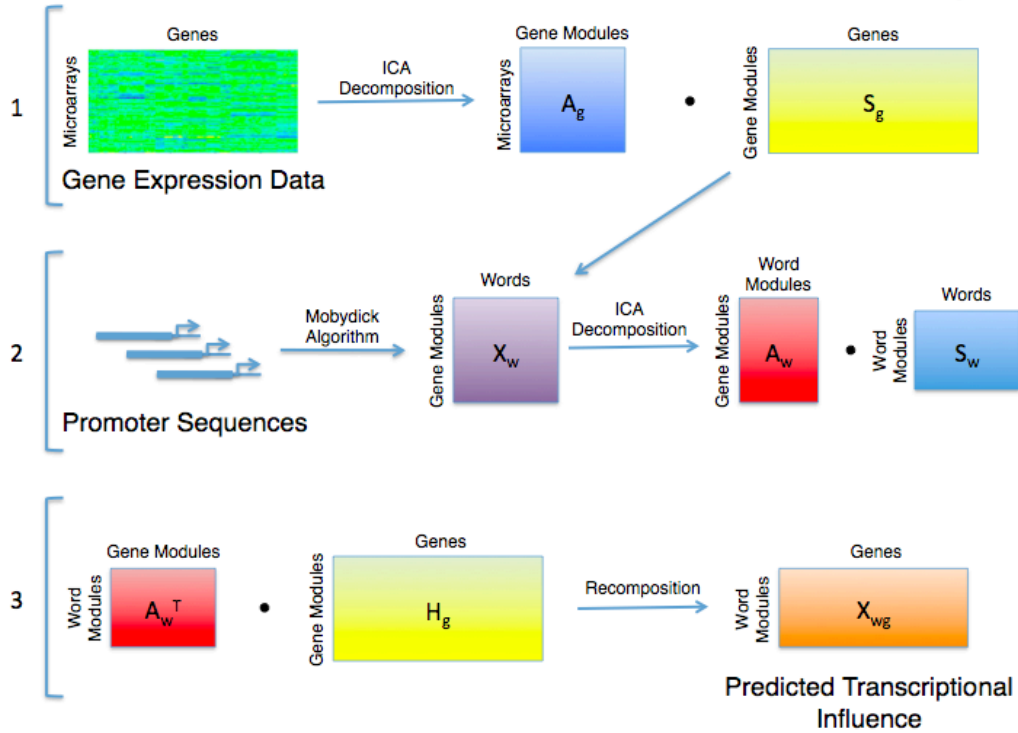 1
Genes
Microarrays
Gene Expression Data
ICA
Decomposition
Gene Modules
Microarrays
Ag
Genes
Gene Modules
Sg
2
Promoter Sequences
Mobydick
Algorithm
Words
Gene Modules
Xw
ICA
Decomposition
Word
Modules
Gene Modules
Aw
Words
Word
Modules
Sw
3
Gene Modules
Word
Modules
AwT
Genes
Gene Modules
Hg
Recomposition
Genes
Word
Modules
Xwg
Predicted Transcriptional
Influence